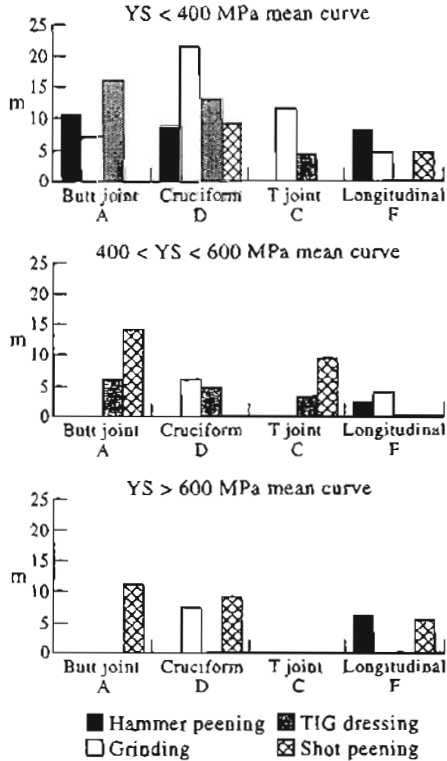 YS < 400 MPa mean curve
25
20
15
m
10
5
0
Butt joint Cruciform T joint Longitudinal
A D C F
400 < YS < 600 MPa mean curve
25
20
15
m
10
5
0
Butt joint Cruciform T joint Longitudinal
A D C F
YS > 600 MPa mean curve
25
20
15
m
10
5
0
Butt joint Cruciform T joint Longitudinal
A D C F
Hammer peening TIG dressing
Grinding Shot peening